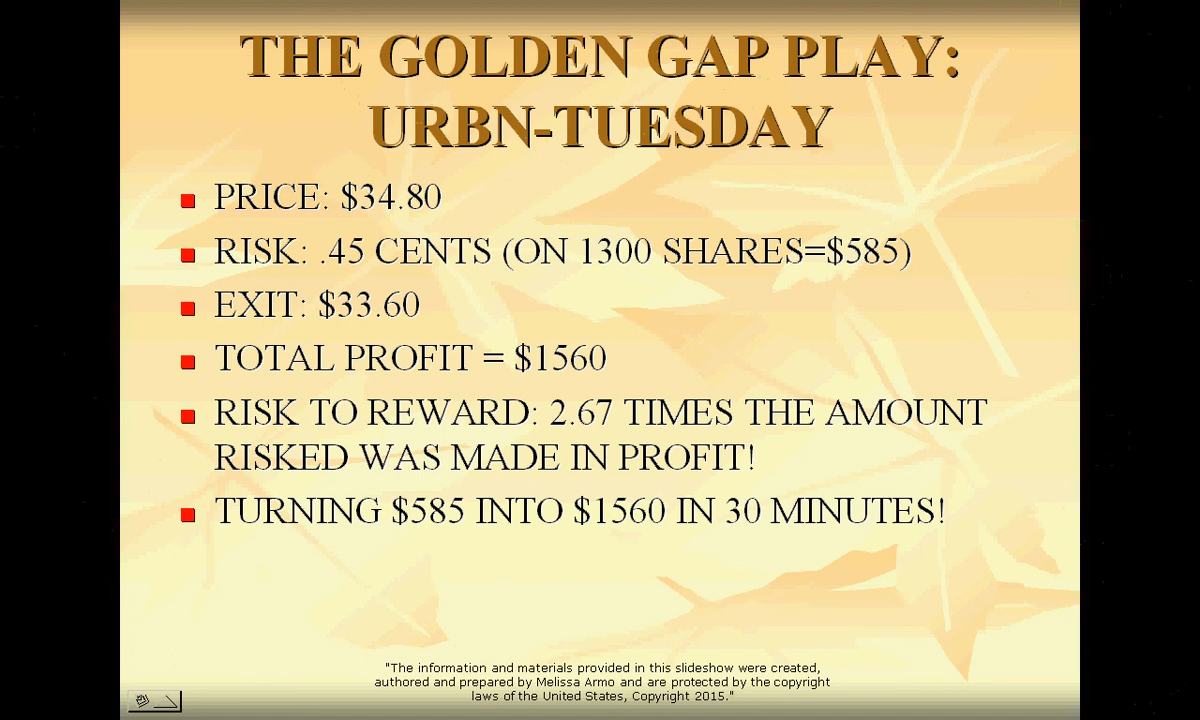 THE GOLDEN GAP PLAY:
URBN-TUESDAY
PRICE: $34.80
RISK: .45 CENTS (ON 1300 SHARES=$585)
EXIT: $33.60
TOTAL PROFIT = $1560
RISK TO REWARD: 2.67 TIMES THE AMOUNT
RISKED WAS MADE IN PROFIT!
TURNING $585 INTO $1560 IN 30 MINUTES!
"The information and materials provided in this slideshow were created,
authored and prepared by Melissa Armo and are protected by the copyright
laws of the United States, Copyright 2015."